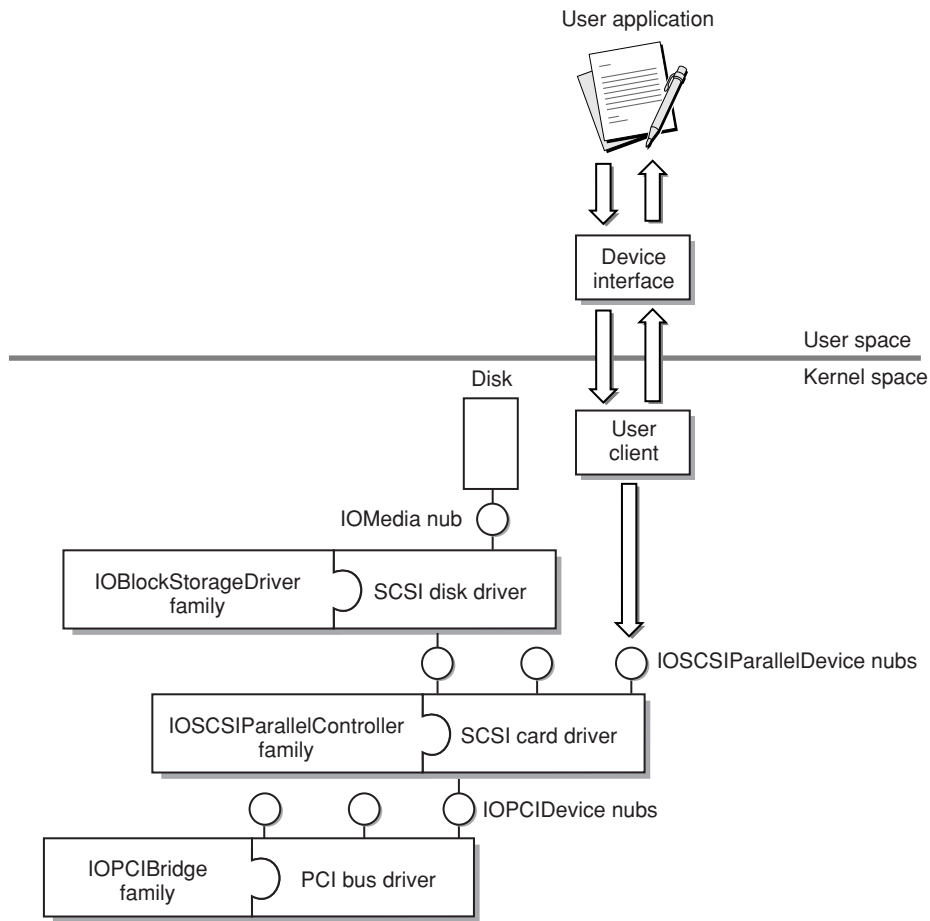 User application
Device
interface
User space
Kernel space
Disk
User
client
IOMedia nub
IOBlockStorageDriver
family
SCSI disk driver
IOSCSIParallelDevice nubs
IOSCSIParallelController
family
SCSI card driver
IOPCIDevice nubs
IOPCIBridge
family
PCI bus driver